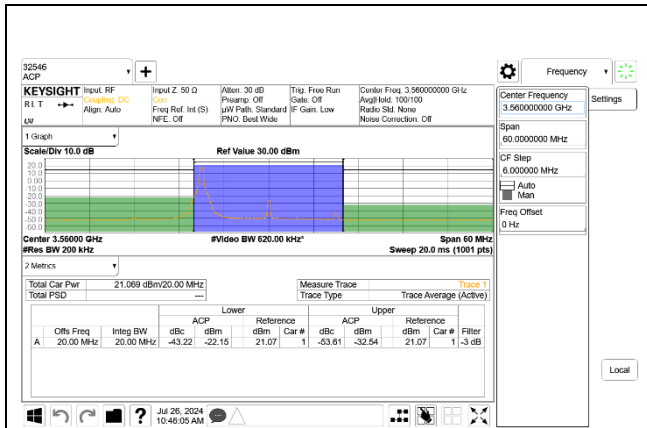 32546
ACP
Frequency
KEYSIGHT
R L T
Input: RF
Coupling: DC
Align: Auto
Input Z: 50 Ω
Corr
Freq Ref: Int (S)
NFE: Off
Atten: 30 dB
Preamp: Off
µW Path: Standard
PNO: Best Wide
Trig: Free Run
Gate: Off
IF Gain: Low
Center Freq: 3.560000000 GHz
Avg|Hold: 100/100
Radio Std: None
Noise Correction: Off
Center Frequency
3.560000000 GHz
Settings
Span
60.0000000 MHz
CF Step
6.000000 MHz
Auto
Man
Freq Offset
0 Hz
1 Graph
Scale/Div 10.0 dB
Ref Value 30.00 dBm
20.0
10.0
0.00
-10.0
-20.0
-30.0
-40.0
-50.0
-60.0
Center 3.56000 GHz
#Video BW 620.00 kHz*
Span 60 MHz
#Res BW 200 kHz
Sweep 20.0 ms (1001 pts)
2 Metrics
Total Car Pwr 21.069 dBm/20.00 MHz Measure Trace Trace 1
Total PSD --- Trace Type Trace Average (Active)
Lower Upper
ACP Reference ACP Reference
Offs Freq Integ BW dBc dBm dBm Car # dBc dBm dBm Car # Filter
A 20.00 MHz 20.00 MHz -43.22 -22.15 21.07 1 -53.61 -32.54 21.07 1 -3 dB
Local
?
Jul 26, 2024
10:46:05 AM